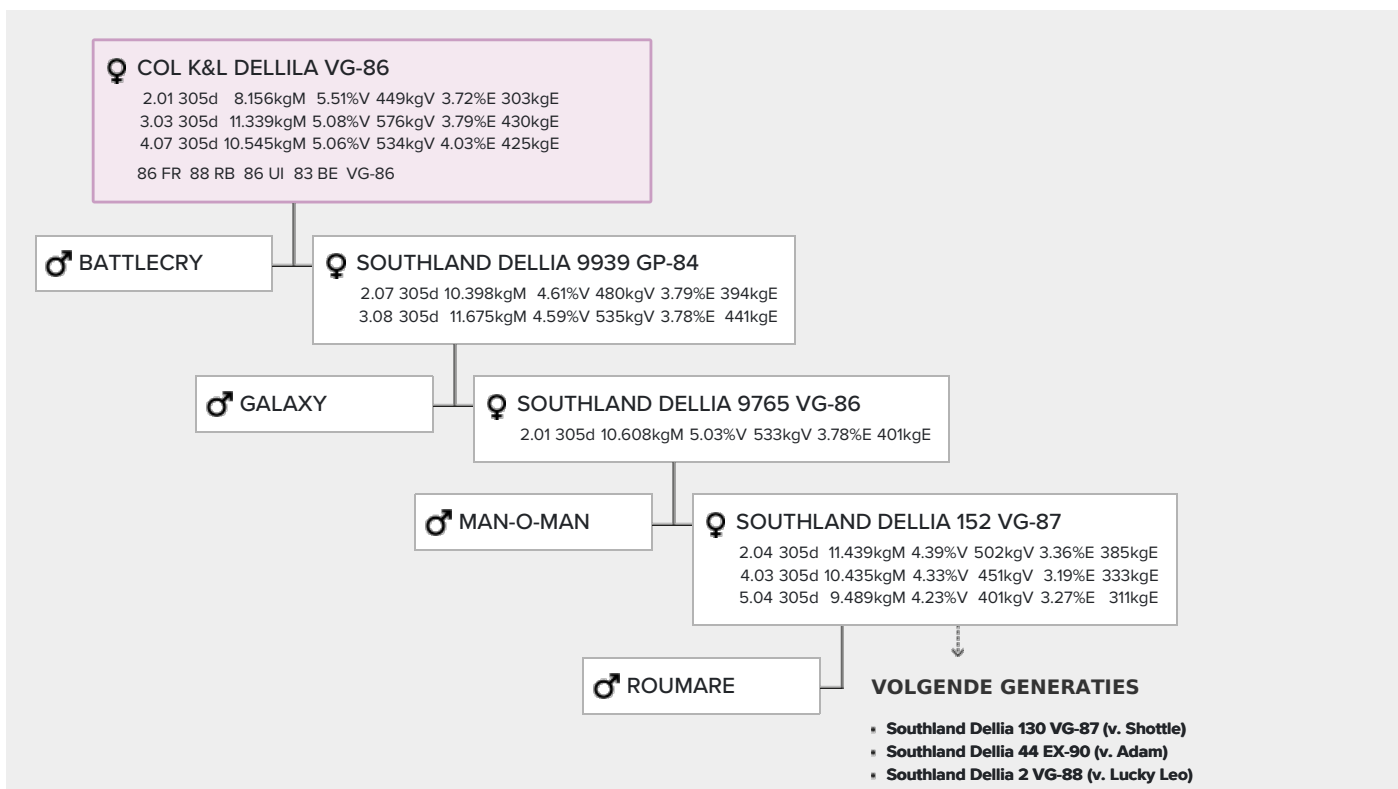 COL K&L DELLILA VG-86
2.01 305d 8.156kgM 5.51%V 449kgV 3.72%E 303kgE
3.03 305d 11.339kgM 5.08%V 576kgV 3.79%E 430kgE
4.07 305d 10.545kgM 5.06%V 534kgV 4.03%E 425kgE
86 FR 88 RB 86 UI 83 BE VG-86
BATTLECRY
SOUTHLAND DELLIA 9939 GP-84
2.07 305d 10.398kgM 4.61%V 480kgV 3.79%E 394kgE
3.08 305d 11.675kgM 4.59%V 535kgV 3.78%E 441kgE
GALAXY
SOUTHLAND DELLIA 9765 VG-86
2.01 305d 10.608kgM 5.03%V 533kgV 3.78%E 401kgE
MAN-O-MAN
SOUTHLAND DELLIA 152 VG-87
2.04 305d 11.439kgM 4.39%V 502kgV 3.36%E 385kgE
4.03 305d 10.435kgM 4.33%V 451kgV 3.19%E 333kgE
5.04 305d 9.489kgM 4.23%V 401kgV 3.27%E 311kgE
ROUMARE
VOLGENDE GENERATIES
Southland Dellia 130 VG-87 (v. Shottle)
Southland Dellia 44 EX-90 (v. Adam)
Southland Dellia 2 VG-88 (v. Lucky Leo)